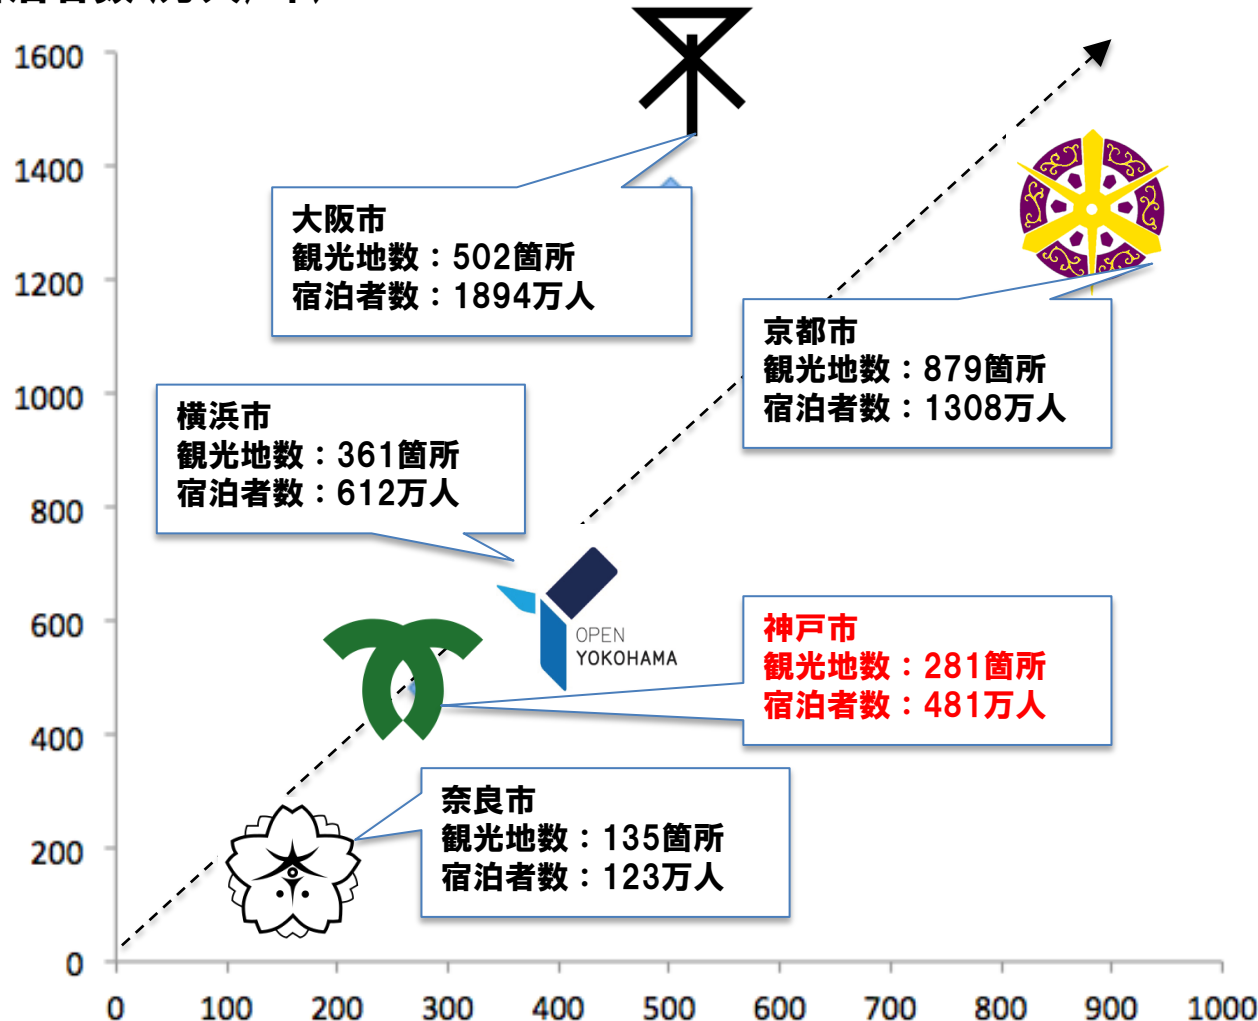 1600
1400
1200
1000
800
600
400
200
0
大阪市
観光地数：502箇所
宿泊者数：1894万人
京都市
観光地数：879箇所
宿泊者数：1308万人
横浜市
観光地数：361箇所
宿泊者数：612万人
OPEN
YOKOHAMA
神戸市
観光地数：281箇所
宿泊者数：481万人
奈良市
観光地数：135箇所
宿泊者数：123万人
0 100 200 300 400 500 600 700 800 900 1000